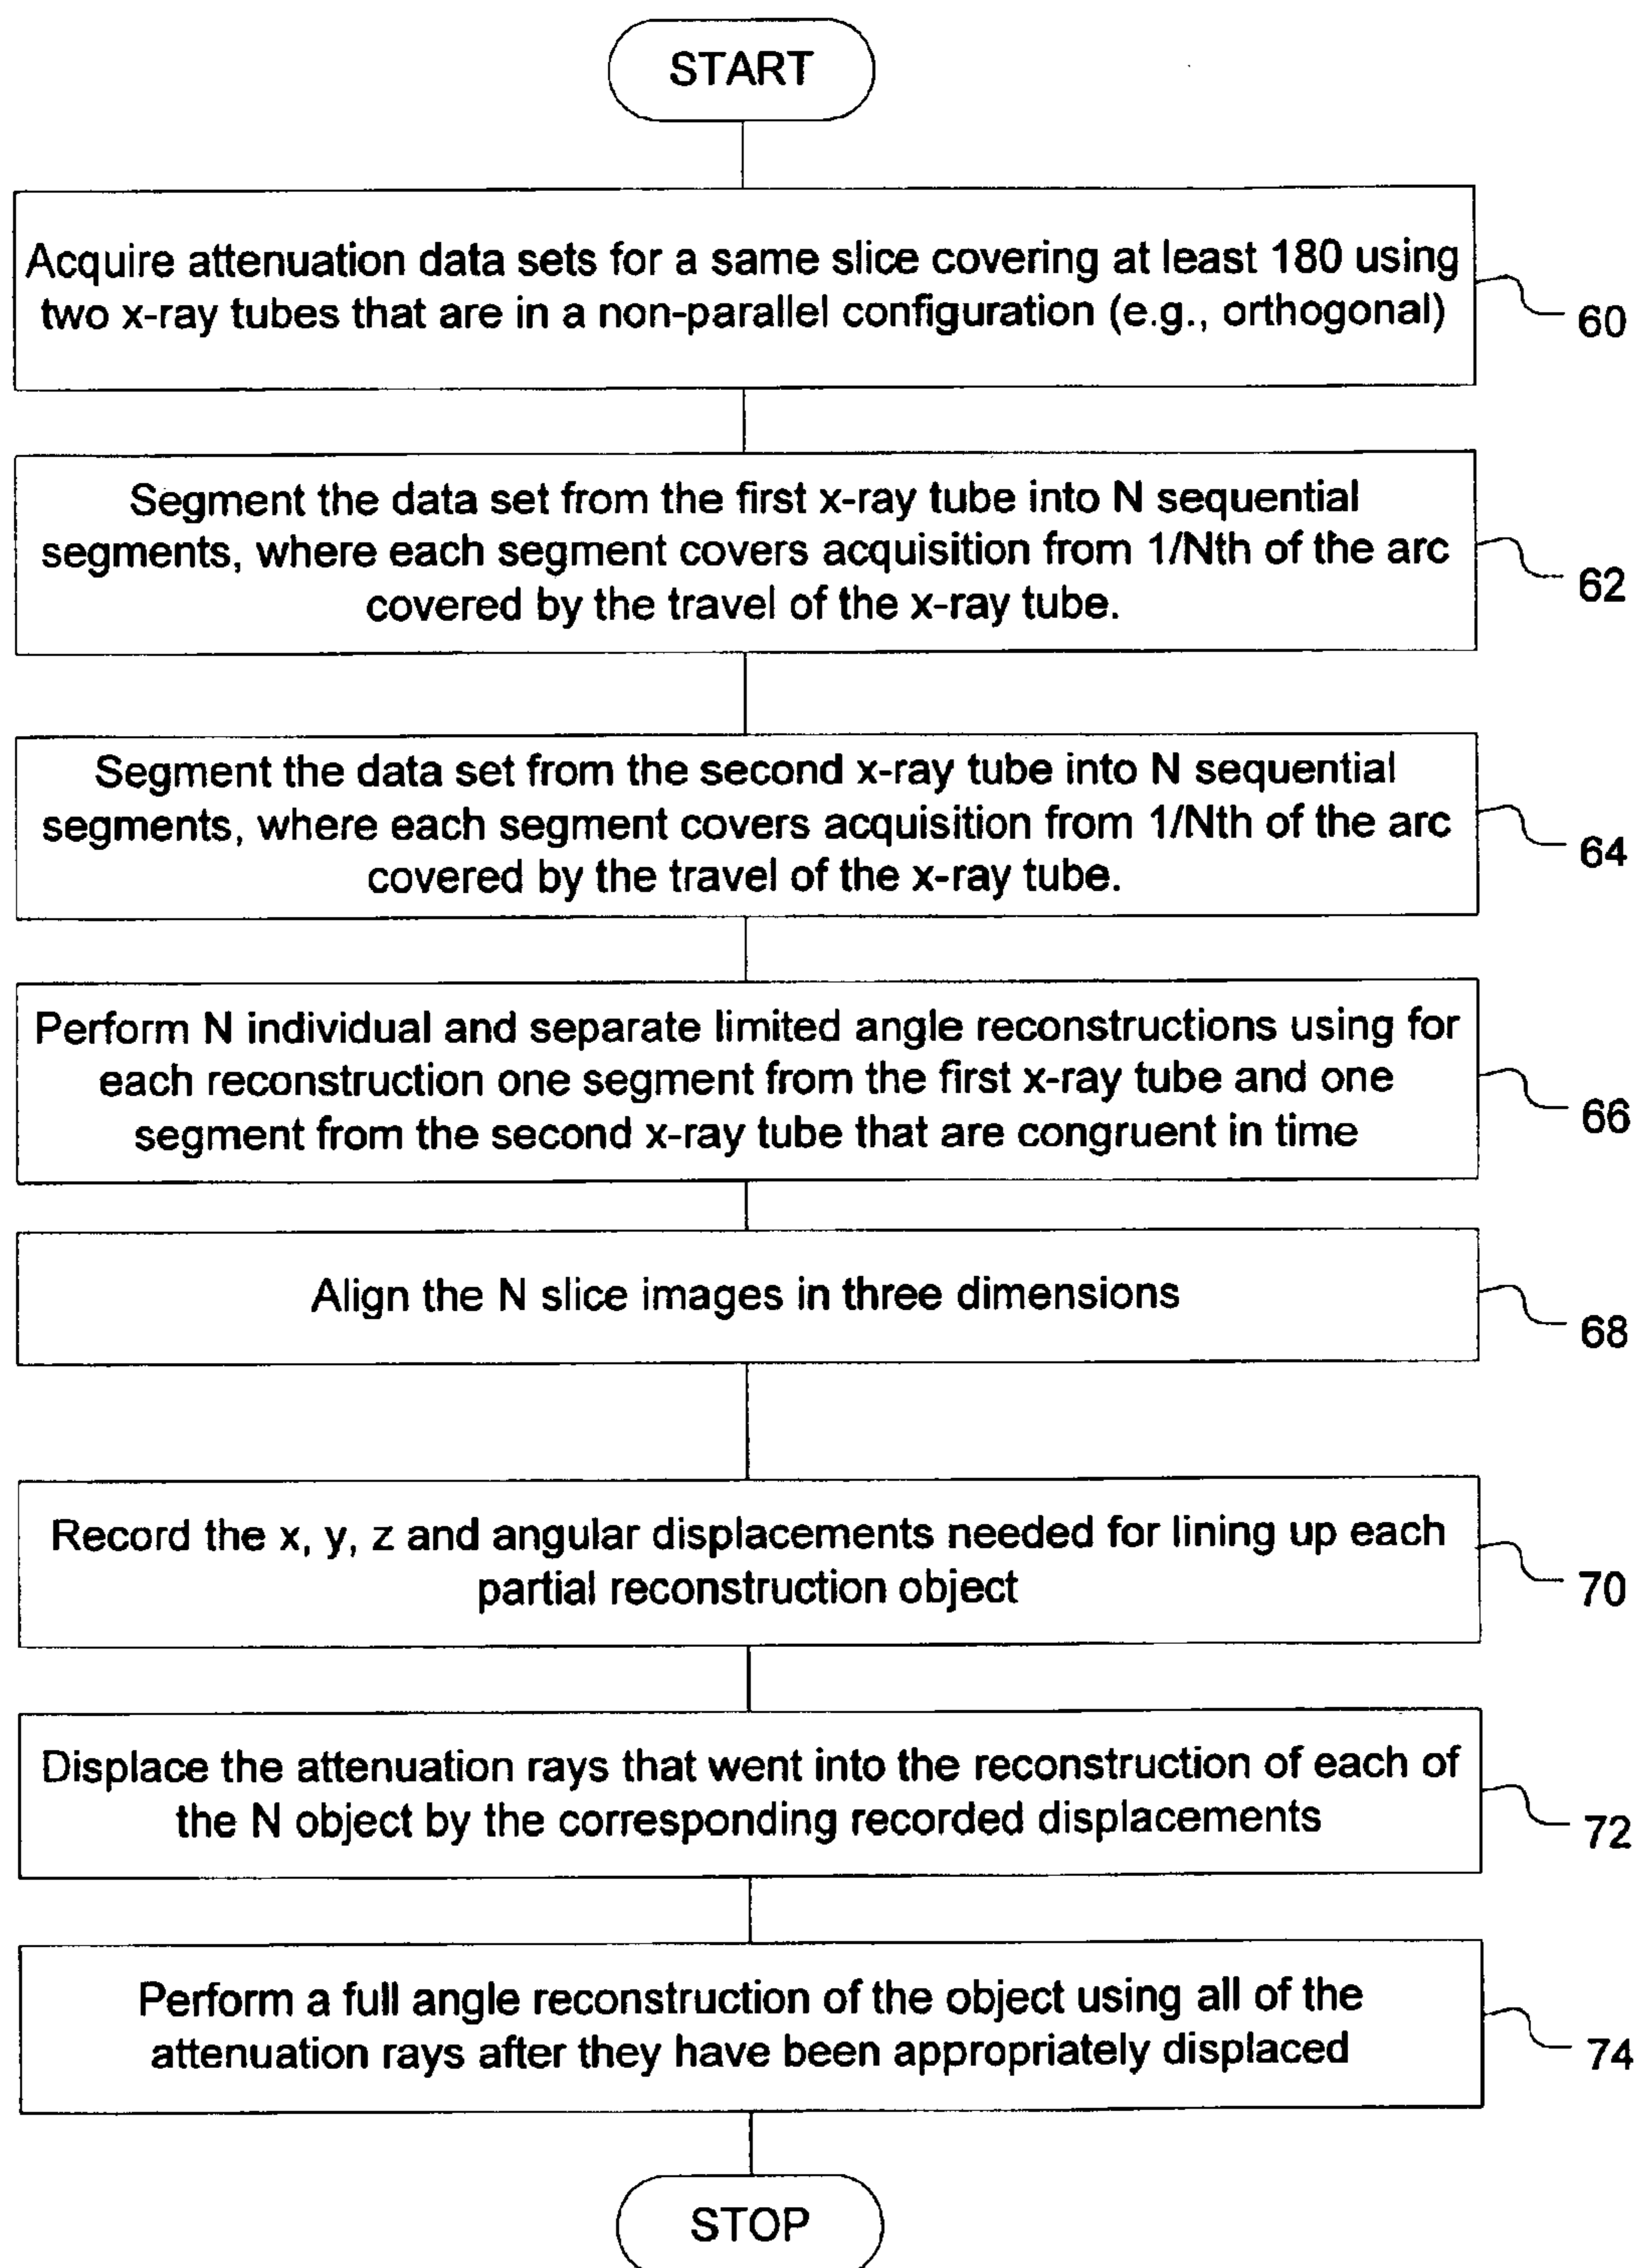 START
Acquire attenuation data sets for a same slice covering at least 180 using
two x-ray tubes that are in a non-parallel configuration (e.g., orthogonal)
60
Segment the data set from the first x-ray tube into N sequential
segments, where each segment covers acquisition from 1/Nth of the arc
covered by the travel of the x-ray tube.
62
Segment the data set from the second x-ray tube into N sequential
segments, where each segment covers acquisition from 1/Nth of the arc
covered by the travel of the x-ray tube.
64
Perform N individual and separate limited angle reconstructions using for
each reconstruction one segment from the first x-ray tube and one
segment from the second x-ray tube that are congruent in time
66
Align the N slice images in three dimensions
68
Record the x, y, z and angular displacements needed for lining up each
partial reconstruction object
70
Displace the attenuation rays that went into the reconstruction of each of
the N object by the corresponding recorded displacements
72
Perform a full angle reconstruction of the object using all of the
attenuation rays after they have been appropriately displaced
74
STOP